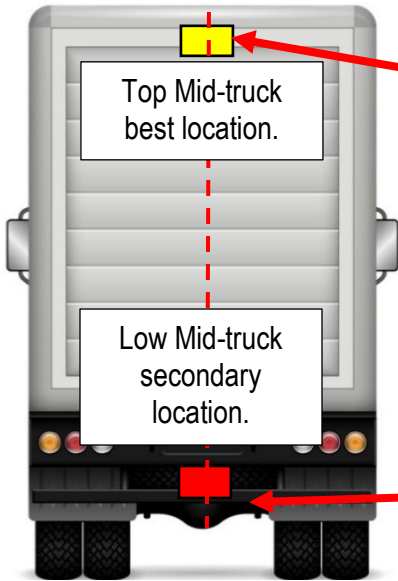 Top Mid-truck
best location.
Low Mid-truck
secondary
location.